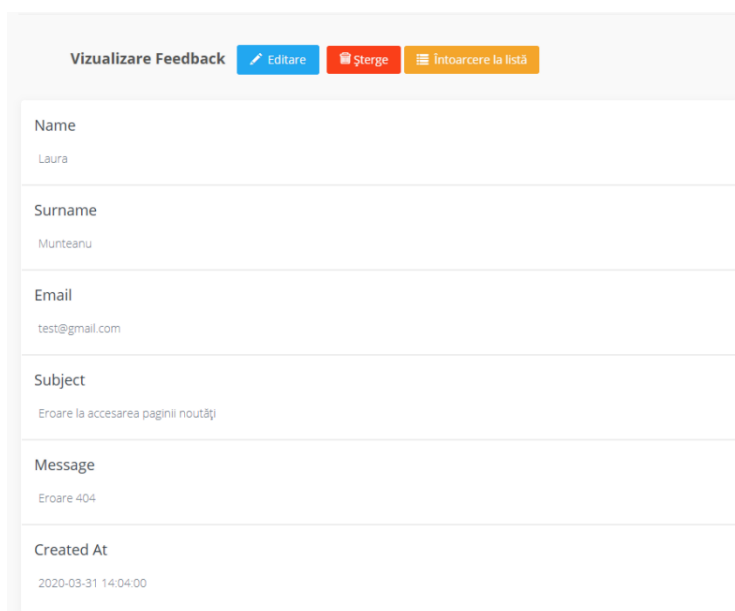 Vizualizare Feedback Editare Șterge Întoarcere la listă
Name
Laura
Surname
Munteanu
Email
test@gmail.com
Subject
Eroare la accesarea paginii noutăţi
Message
Eroare 404
Created At
2020-03-31 14:04:00